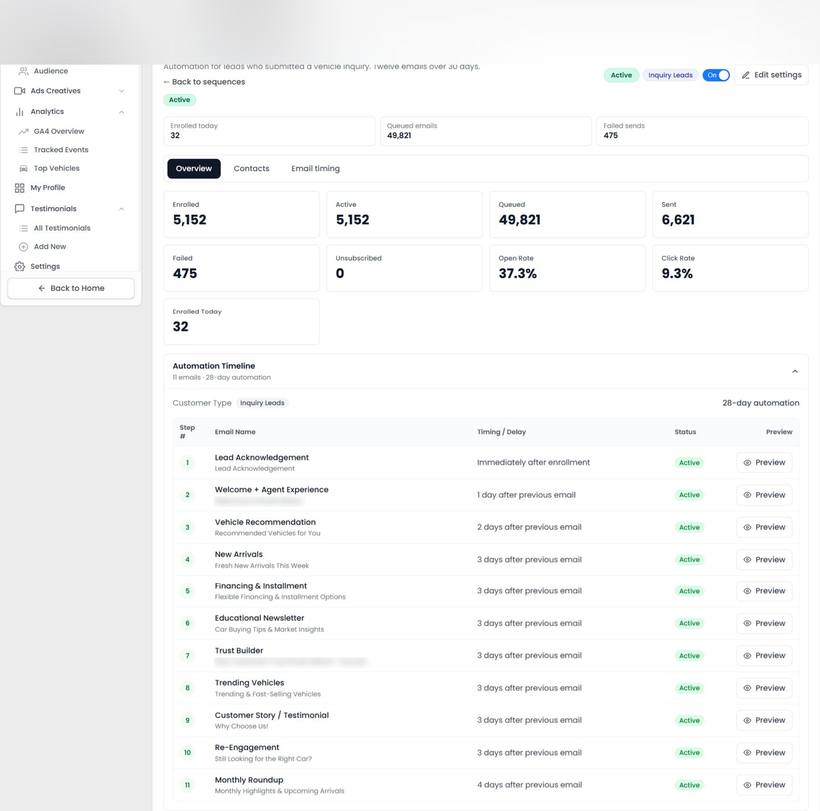 Automation for leads who submitted a vehicle inquiry. Twelve emails over 30 days.
← Back to sequences
Active
Active
Inquiry Leads
On
Edit settings
Audience
Ads Creatives
Analytics
GA4 Overview
Tracked Events
Top Vehicles
My Profile
Testimonials
All Testimonials
Add New
Settings
← Back to Home
Enrolled today
32
Queued emails
49,821
Failed sends
475
Overview
Contacts
Email timing
Enrolled
5,152
Active
5,152
Queued
49,821
Sent
6,621
Failed
475
Unsubscribed
0
Open Rate
37.3%
Click Rate
9.3%
Enrolled Today
32
Automation Timeline
11 emails · 28-day automation
Customer Type Inquiry Leads
28-day automation
Step # Email Name Timing / Delay Status Preview
1 Lead Acknowledgement Immediately after enrollment Active Preview
Lead Acknowledgement
2 Welcome + Agent Experience 1 day after previous email Active Preview
3 Vehicle Recommendation 2 days after previous email Active Preview
Recommended Vehicles for You
4 New Arrivals 3 days after previous email Active Preview
Fresh New Arrivals This Week
5 Financing & Installment 3 days after previous email Active Preview
Flexible Financing & Installment Options
6 Educational Newsletter 3 days after previous email Active Preview
Car Buying Tips & Market Insights
7 Trust Builder 3 days after previous email Active Preview
8 Trending Vehicles 3 days after previous email Active Preview
Trending & Fast-Selling Vehicles
9 Customer Story / Testimonial 3 days after previous email Active Preview
Why Choose Us!
10 Re-Engagement 3 days after previous email Active Preview
Still Looking for the Right Car?
11 Monthly Roundup 4 days after previous email Active Preview
Monthly Highlights & Upcoming Arrivals